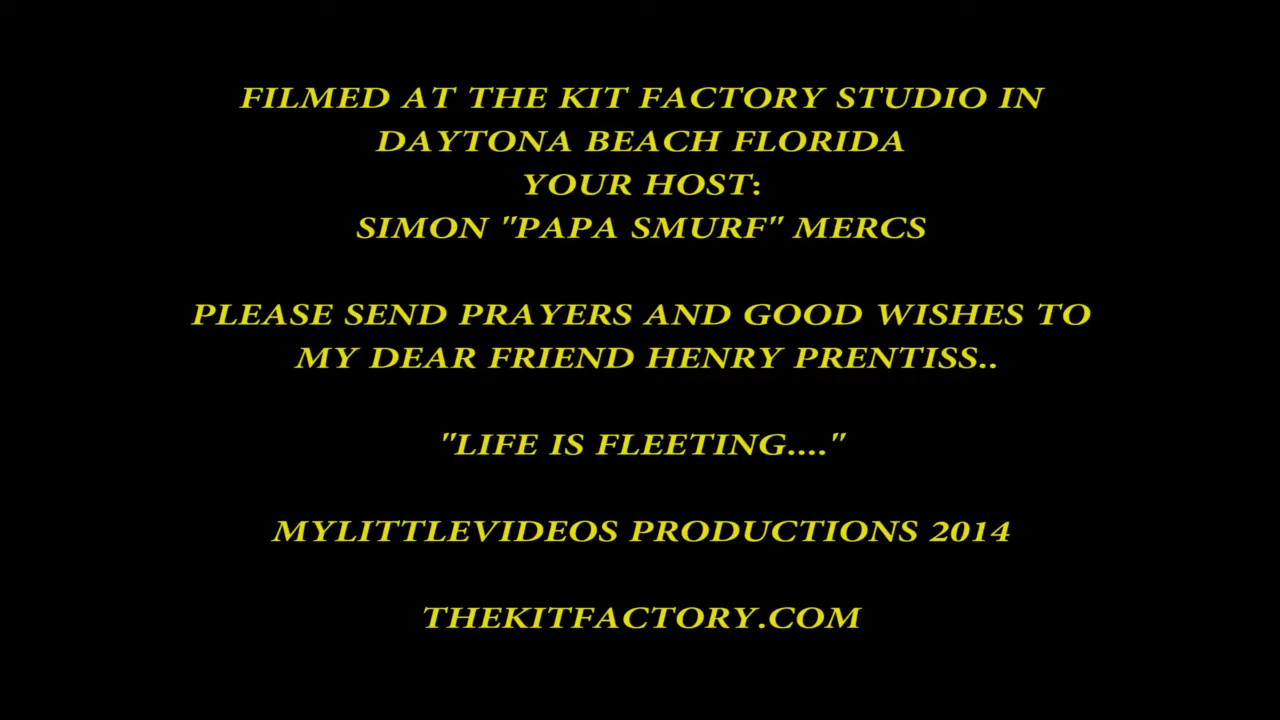 FILMED AT THE KIT FACTORY STUDIO IN
DAYTONA BEACH FLORIDA
YOUR HOST:
SIMON "PAPA SMURF" MERCS
PLEASE SEND PRAYERS AND GOOD WISHES TO
MY DEAR FRIEND HENRY PRENTISS..
"LIFE IS FLEETING...."
MYLITTLEVIDEOS PRODUCTIONS 2014
THEKITFACTORY.COM